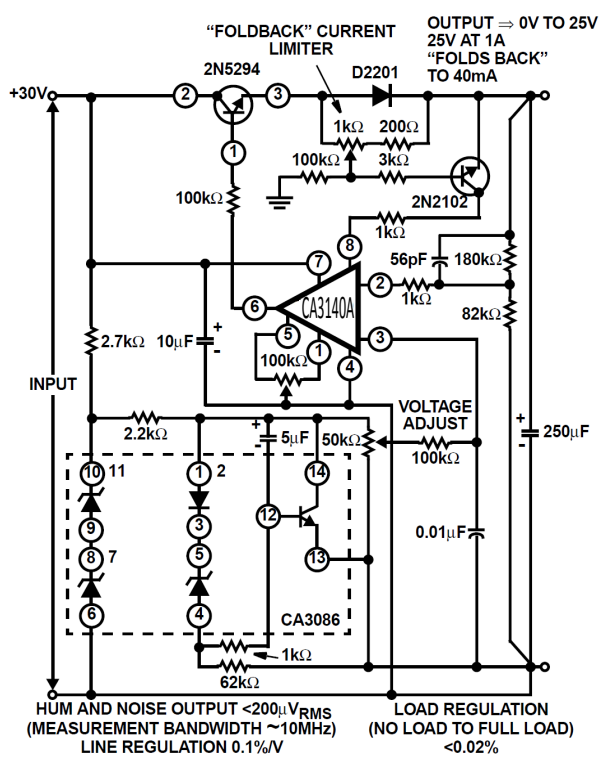 OUTPUT ⇒ 0V TO 25V
25V AT 1A
“FOLDS BACK”
TO 40mA
“FOLDBACK” CURRENT
LIMITER
2N5294
D2201
+30V
2
3
1kΩ
200Ω
1
100kΩ
3kΩ
100kΩ
2N2102
1kΩ
8
7
56pF
180kΩ
2
1kΩ
6
CA3140A
82kΩ
5
3
2.7kΩ
10µF
+
-
1
100kΩ
4
INPUT
VOLTAGE
ADJUST
2.2kΩ
+
-
5µF
50kΩ
100kΩ
+
-
250µF
10
11
1
2
14
12
9
3
0.01µF
8
7
5
13
6
4
CA3086
1kΩ
62kΩ
HUM AND NOISE OUTPUT <200µVRMS
(MEASUREMENT BANDWIDTH ~10MHz)
LINE REGULATION 0.1%/V
LOAD REGULATION
(NO LOAD TO FULL LOAD)
<0.02%